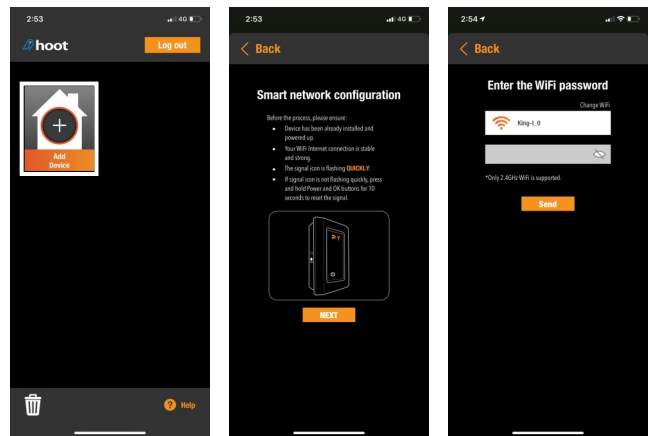 2:53
4G
hoot
Log out
Add
Device
Help
2:53
4G
Back
Smart network configuration
Before the process, please ensure:
• Device has been already installed and
powered up.
• Your WiFi Internet connection is stable
and strong.
• The signal icon is flashing QUICKLY.
• If signal icon is not flashing quickly, press
and hold Power and OK buttons for 10
seconds to reset the signal.
NEXT
2:54
Back
Enter the WiFi password
Change WiFi
King-I_0
*Only 2.4GHz WiFi is supported.
Send